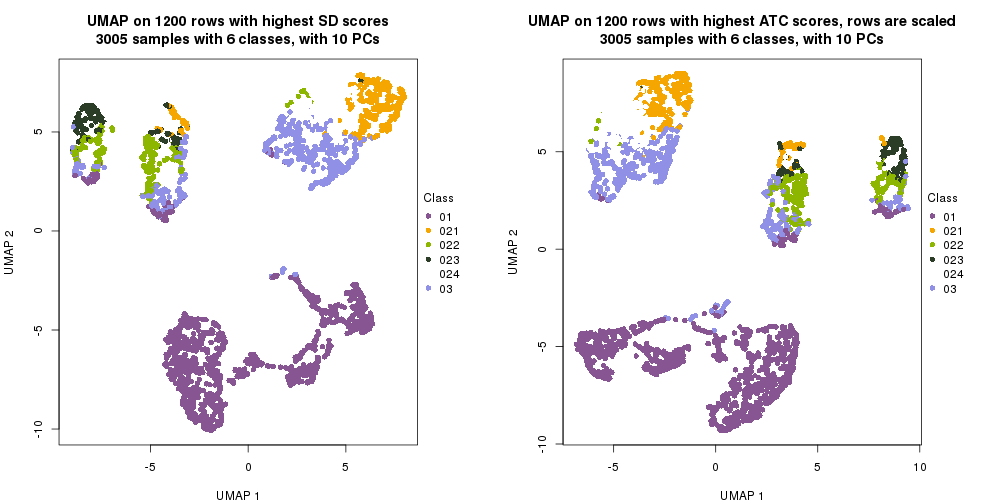 UMAP on 1200 rows with highest SD scores
3005 samples with 6 classes, with 10 PCs
UMAP 2
5
0
-5
-10
-5
0
5
UMAP 1
Class
01
021
022
023
024
03
UMAP on 1200 rows with highest ATC scores, rows are scaled
3005 samples with 6 classes, with 10 PCs
UMAP 2
5
0
-5
-10
-5
0
5
10
UMAP 1
Class
01
021
022
023
024
03